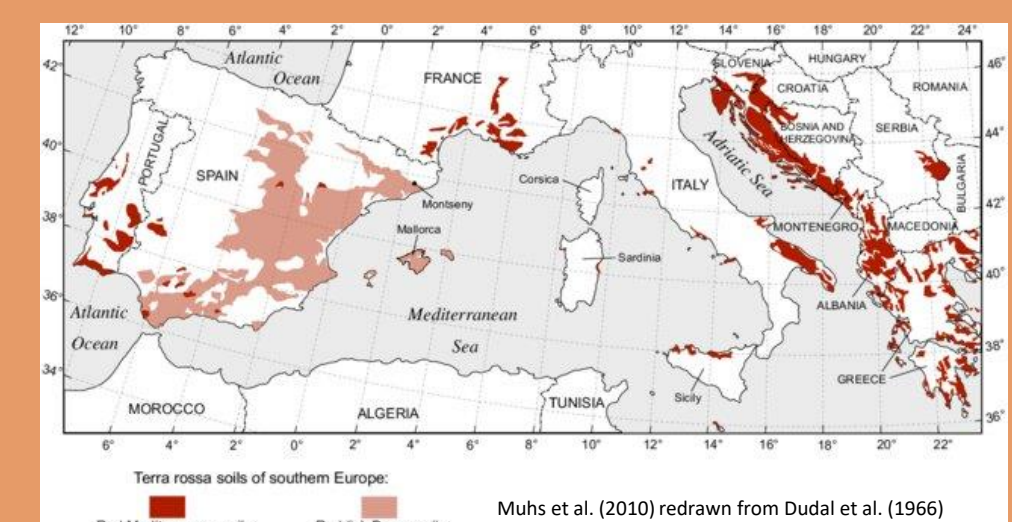 12° 10° 8° 6° 4° 2° 0° 2° 4° 6° 8° 10° 12° 14° 16° 18° 20° 22° 24°
Atlantic
Ocean
FRANCE
SLOVENIA
HUNGARY
CROATIA
ROMANIA
BOSNIA AND
HERZEGOVINA
SERBIA
BULGARIA
PORTUGAL
SPAIN
Adriatic Sea
Corsica
ITALY
Montseny
Mallorca
MONTENEGRO
MACEDONIA
Sardinia
ALBANIA
Mediterranean
Sea
Atlantic
Ocean
GREECE
Sicily
MOROCCO
ALGERIA
TUNISIA
42°
40°
38°
36°
34°
46°
44°
42°
40°
38°
36°
6° 4° 2° 0° 2° 4° 6° 8° 10° 12° 14° 16° 18° 20° 22°
Terra rossa soils of southern Europe:
Muhs et al. (2010) redrawn from Dudal et al. (1966)